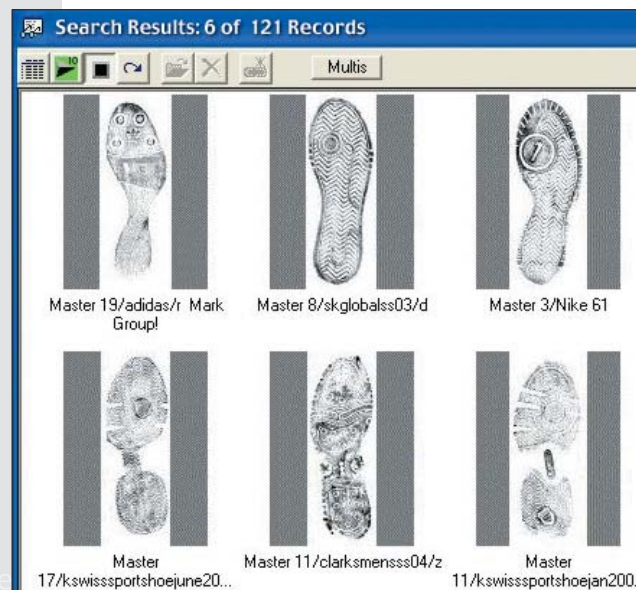 Search Results: 6 of 121 Records
10
Multis
Master 19/adidas/r Mark
Group!
Master 8/skglobalss03/d
Master 3/Nike 61
Master
17/kswisssportshoejune20...
Master 11/clarksmensss04/z
Master
11/kswisssportshoejan200.